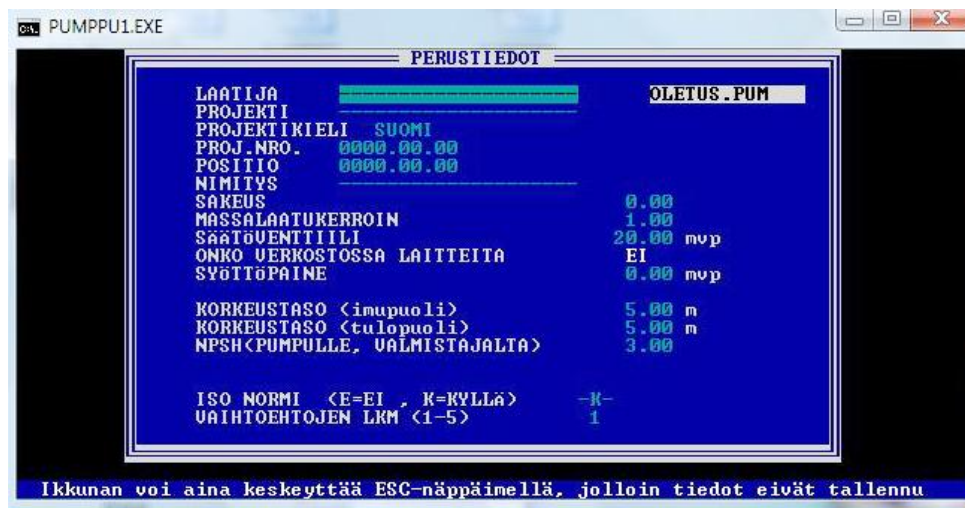 PUMPPU1.EXE
PERUSTIEDOT
LAATIJA OLETUS.PUM
PROJEKTI
PROJEKTIKIELI SUOMI
PROJ.NRO. 0000.00.00
POSITIO 0000.00.00
NIMITYS
SAKEUS 0.00
MASSALAATUKERROIN 1.00
SääTöVENTTIILI 20.00 mvp
ONKO VERKOSTOSSA LAITTEITA EI
SYöTTöPAINE 0.00 mvp
KORKEUSTASO (imupuoli) 5.00 m
KORKEUSTASO (tulopuoli) 5.00 m
NPSH(PUMPULLE, VALMISTAJALTA) 3.00
ISO NORMI (E=EI , K=KYLLä) -K-
VAIHTOEHTOJEN LKM (1-5) 1
Ikkunan voi aina keskeyttää ESC-näppäimellä, jolloin tiedot eivät tallennu